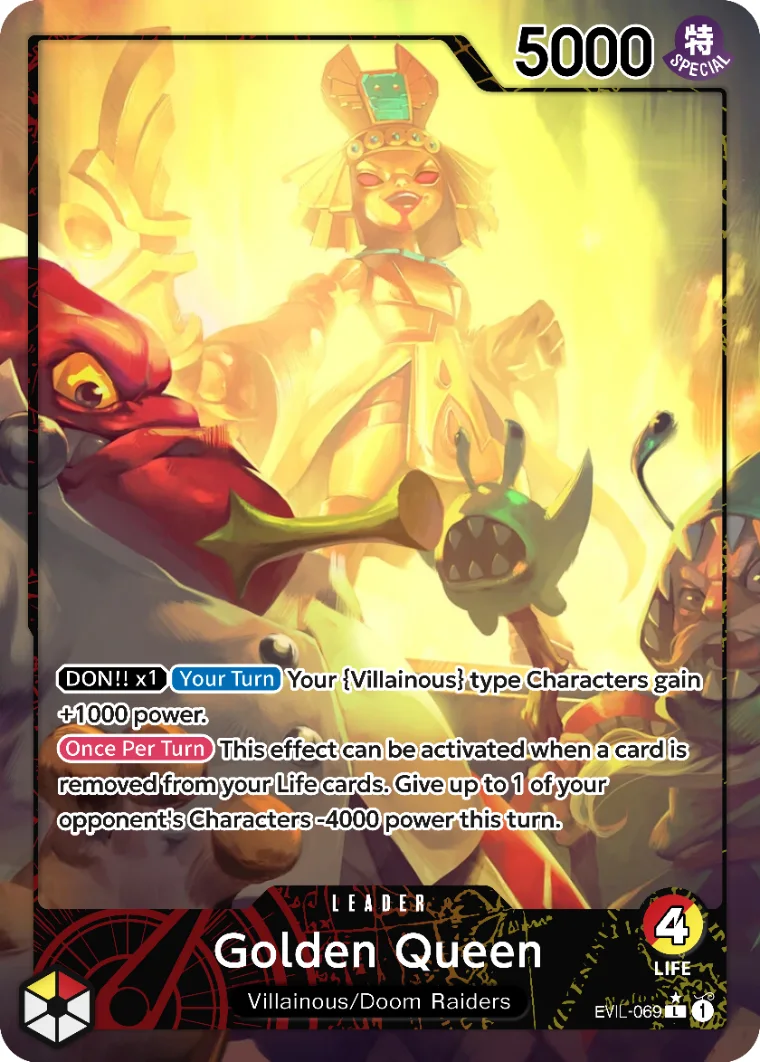 5000
特
SPECIAL
DON!! x1 Your Turn Your {Villainous} type Characters gain
+1000 power.
Once Per Turn This effect can be activated when a card is
removed from your Life cards. Give up to 1 of your
opponent's Characters -4000 power this turn.
LEADER
Golden Queen
4
LIFE
Villainous/Doom Raiders
EVIL-069 L 1